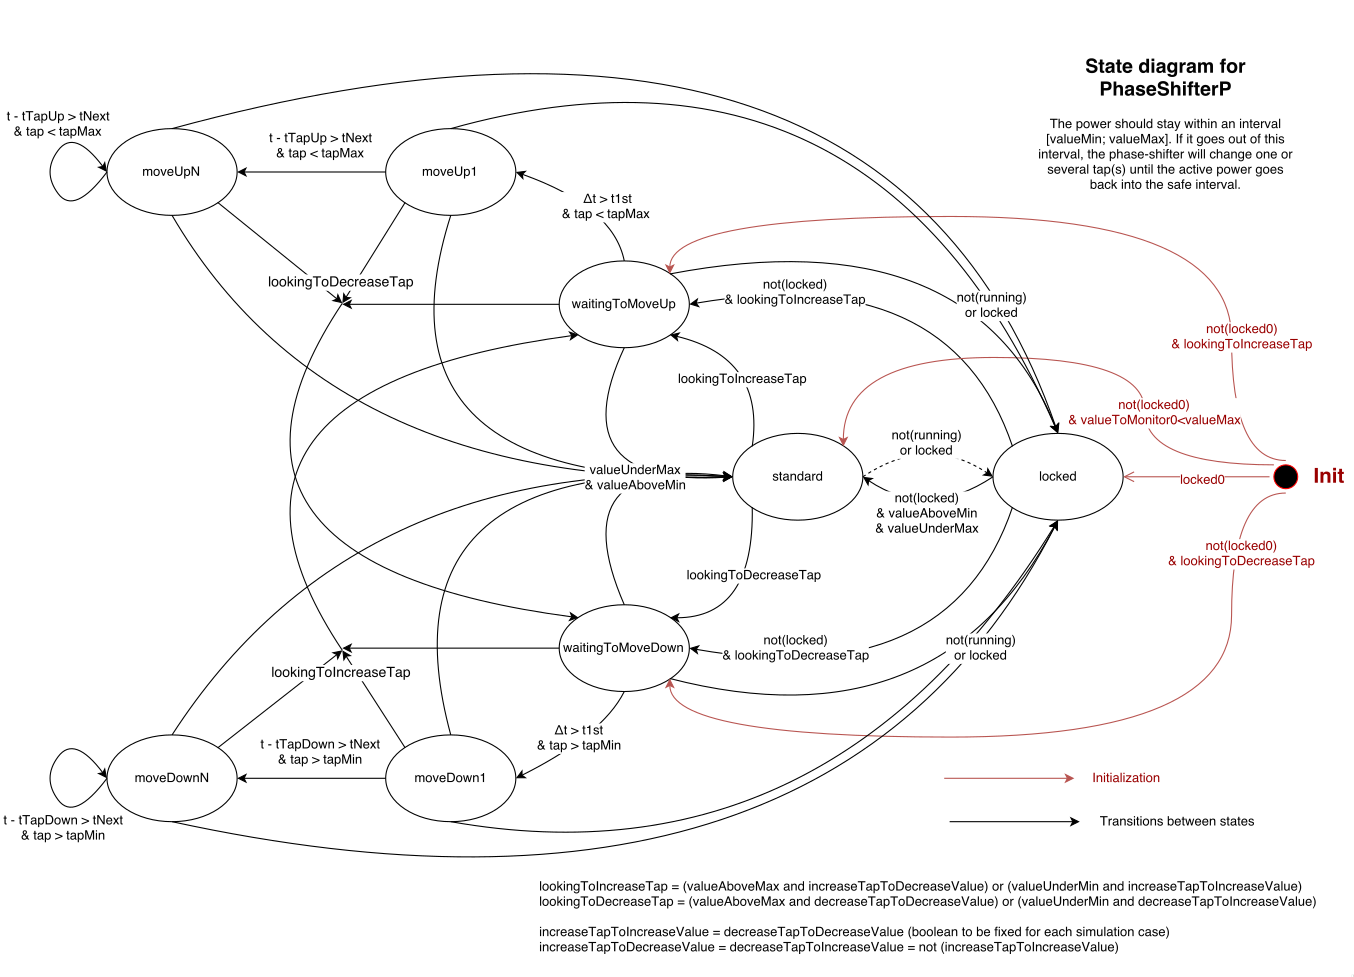 State diagram for
PhaseShifterP
The power should stay within an interval
[valueMin; valueMax]. If it goes out of this
interval, the phase-shifter will change one or
several tap(s) until the active power goes
back into the safe interval.
t - tTapUp > tNext
& tap < tapMax
moveUpN
t - tTapUp > tNext
& tap < tapMax
moveUp1
Δt > t1st
& tap < tapMax
lookingToDecreaseTap
waitingToMoveUp
not(locked)
& lookingToIncreaseTap
not(running)
or locked
not(locked0)
& lookingToIncreaseTap
lookingToIncreaseTap
not(locked0)
& valueToMonitor0<valueMax
valueUnderMax
& valueAboveMin
standard
not(running)
or locked
not(locked)
& valueAboveMin
& valueUnderMax
locked
locked0
Init
lookingToDecreaseTap
not(locked0)
& lookingToDecreaseTap
waitingToMoveDown
not(locked)
& lookingToDecreaseTap
not(running)
or locked
lookingToIncreaseTap
Δt > t1st
& tap > tapMin
moveDownN
t - tTapDown > tNext
& tap > tapMin
moveDown1
t - tTapDown > tNext
& tap > tapMin
Initialization
Transitions between states
lookingToIncreaseTap = (valueAboveMax and increaseTapToDecreaseValue) or (valueUnderMin and increaseTapToIncreaseValue)
lookingToDecreaseTap = (valueAboveMax and decreaseTapToDecreaseValue) or (valueUnderMin and decreaseTapToIncreaseValue)
increaseTapToIncreaseValue = decreaseTapToDecreaseValue (boolean to be fixed for each simulation case)
increaseTapToDecreaseValue = decreaseTapToIncreaseValue = not (increaseTapToIncreaseValue)